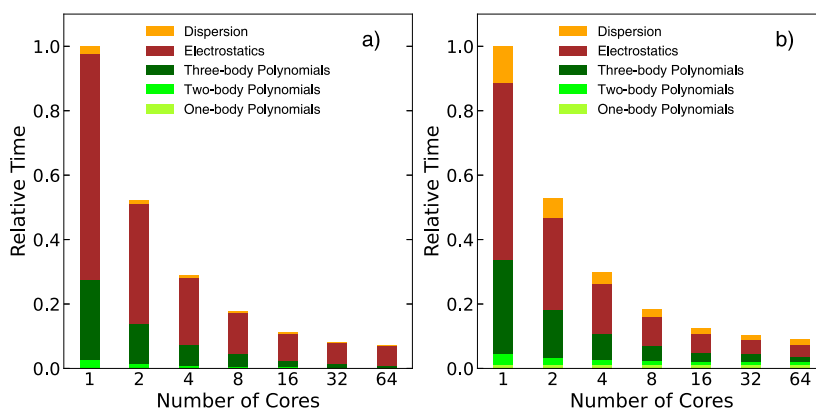 a)
Dispersion
Electrostatics
Three-body Polynomials
Two-body Polynomials
One-body Polynomials
Relative Time
1.0
0.8
0.6
0.4
0.2
0.0
1 2 4 8 16 32 64
Number of Cores
b)
Dispersion
Electrostatics
Three-body Polynomials
Two-body Polynomials
One-body Polynomials
Relative Time
1.0
0.8
0.6
0.4
0.2
0.0
1 2 4 8 16 32 64
Number of Cores